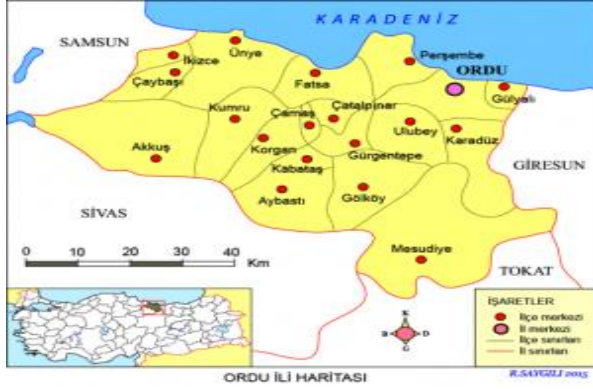 KARADENİZ
SAMSUN
Ünye
İkizce
Perşembe
Çaybaşı
Fatsa
ORDU
Gülyalı
Kumru
Çamaş
Çatalpınar
Ulubey
Karadüz
Akkuş
Korgan
Gürgentepe
Kabataş
GİRESUN
Aybastı
Gölköy
SİVAS
0 10 20 30 40
Km
Mesudiye
TOKAT
İŞARETLER
İlçe merkezi
İl merkezi
İlçe sınırları
İl sınırları
K
B D
G
ORDU İLİ HARİTASI
R.SAYGILI 2015